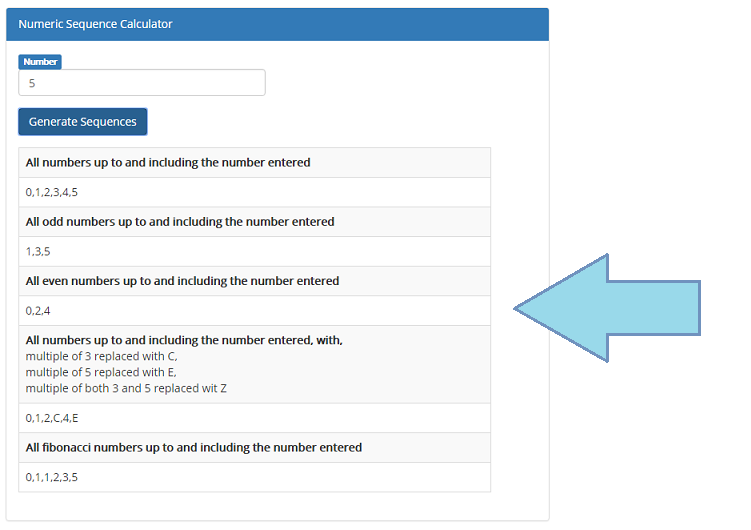 Numeric Sequence Calculator
Number
5
Generate Sequences
All numbers up to and including the number entered
0,1,2,3,4,5
All odd numbers up to and including the number entered
1,3,5
All even numbers up to and including the number entered
0,2,4
All numbers up to and including the number entered, with,
multiple of 3 replaced with C,
multiple of 5 replaced with E,
multiple of both 3 and 5 replaced wit Z
0,1,2,C,4,E
All fibonacci numbers up to and including the number entered
0,1,1,2,3,5